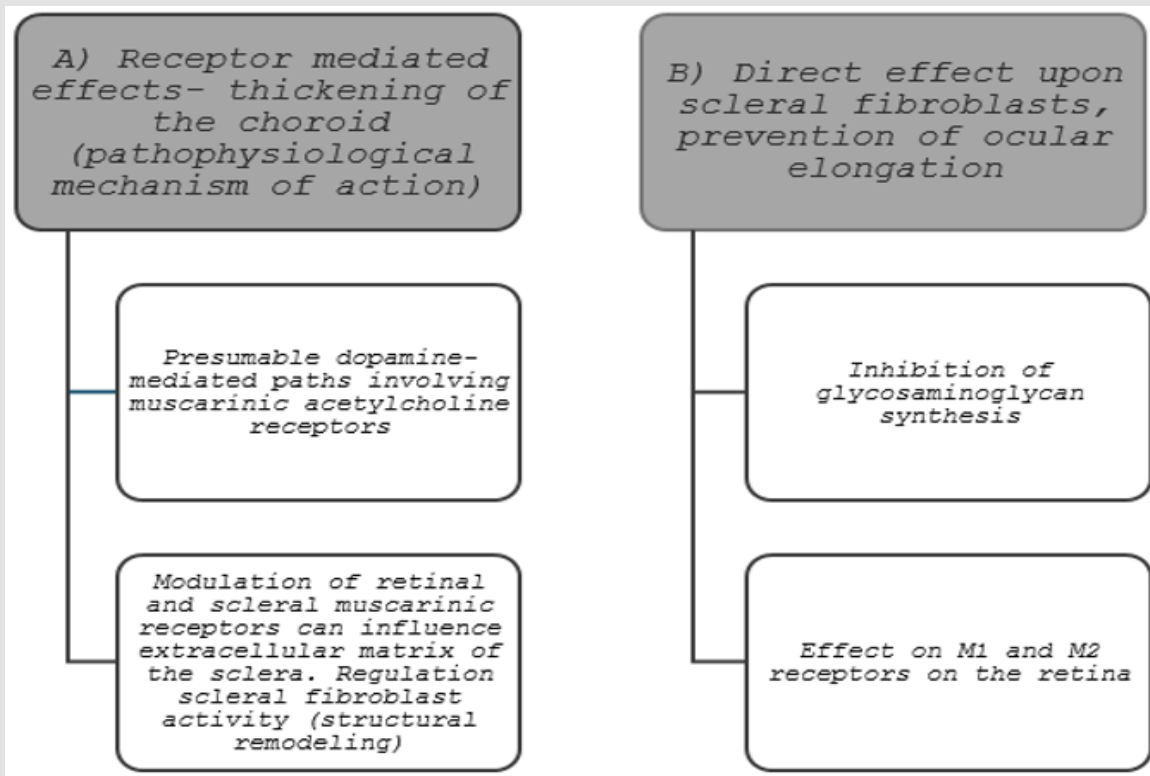 A) Receptor mediated
effects- thickening of
the choroid
(pathophysiological
mechanism of action)
Presumable dopamine-
mediated paths involving
muscarinic acetylcholine
receptors
Modulation of retinal
and scleral muscarinic
receptors can influence
extracellular matrix of
the sclera. Regulation
scleral fibroblast
activity (structural
remodeling)
B) Direct effect upon
scleral fibroblasts,
prevention of ocular
elongation
Inhibition of
glycosaminoglycan
synthesis
Effect on M1 and M2
receptors on the retina